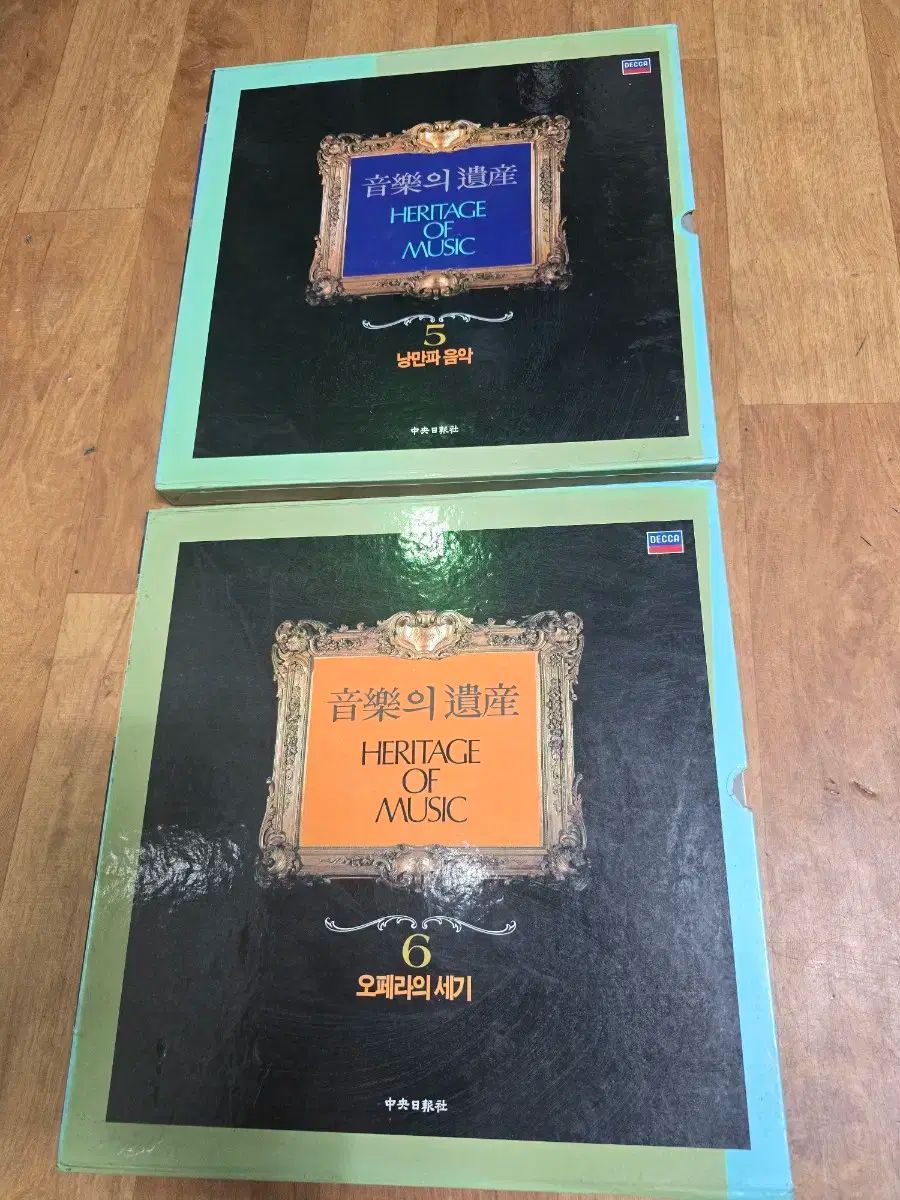 DECCA
音樂의 遺産
HERITAGE
OF
MUSIC
5
낭만파 음악
中央日報社
DECCA
音樂의 遺産
HERITAGE
OF
MUSIC
6
오페라의 세기
中央日報社